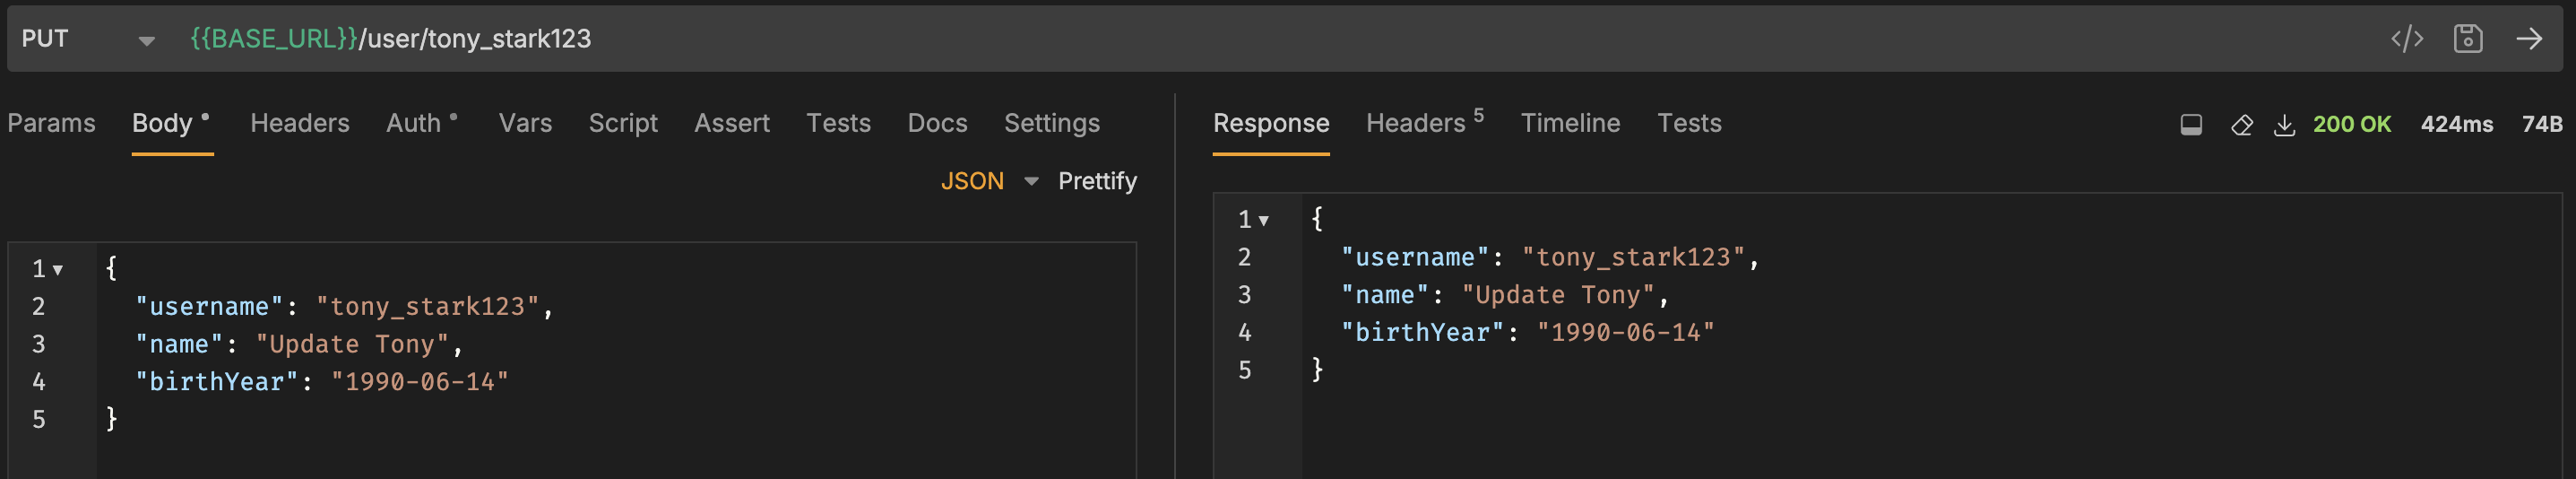 PUT {{BASE_URL}}/user/tony_stark123 </>
Params Body Headers Auth Vars Script Assert Tests Docs Settings
JSON Prettify
1 {
2 "username": "tony_stark123",
3 "name": "Update Tony",
4 "birthYear": "1990-06-14"
5 }
Response Headers 5 Timeline Tests 200 OK 424ms 74B
1 {
2 "username": "tony_stark123",
3 "name": "Update Tony",
4 "birthYear": "1990-06-14"
5 }